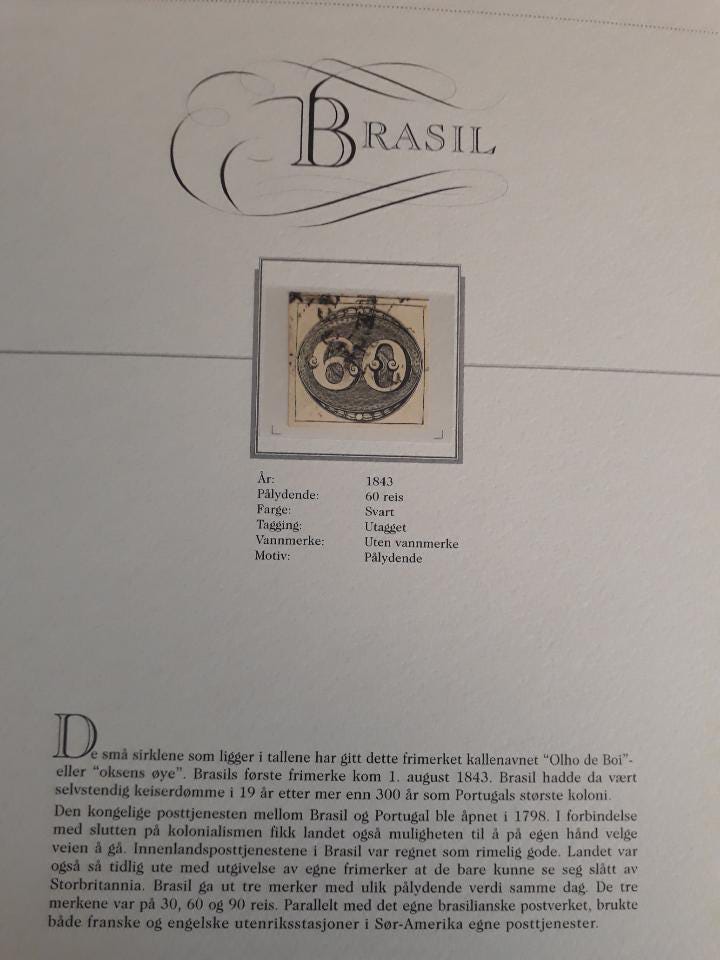 BRASIL
60
År: 1843
Pålydende: 60 reis
Farge: Svart
Tagging: Utagget
Vannmerke: Uten vannmerke
Motiv: Pålydende
De små sirklene som ligger i tallene har gitt dette frimerket kallenavnet "Olho de Boi"-
eller "oksens øye". Brasils første frimerke kom 1. august 1843. Brasil hadde da vært
selvstendig keiserdømme i 19 år etter mer enn 300 år som Portugals største koloni.
Den kongelige posttjenesten mellom Brasil og Portugal ble åpnet i 1798. I forbindelse
med slutten på kolonialismen fikk landet også muligheten til å på egen hånd velge
veien å gå. Innenlandsposttjenestene i Brasil var regnet som rimelig gode. Landet var
også så tidlig ute med utgivelse av egne frimerker at de bare kunne se seg slått av
Storbritannia. Brasil ga ut tre merker med ulik pålydende verdi samme dag. De tre
merkene var på 30, 60 og 90 reis. Parallelt med det egne brasilianske postverket, brukte
både franske og engelske utenriksstasjoner i Sør-Amerika egne posttjenester.